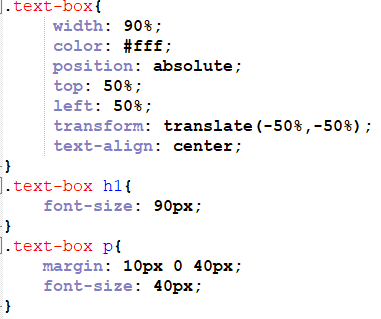 .text-box{
width: 90%;
color: #fff;
position: absolute;
top: 50%;
left: 50%;
transform: translate(-50%,-50%);
text-align: center;
}
.text-box h1{
font-size: 90px;
}
.text-box p{
margin: 10px 0 40px;
font-size: 40px;
}